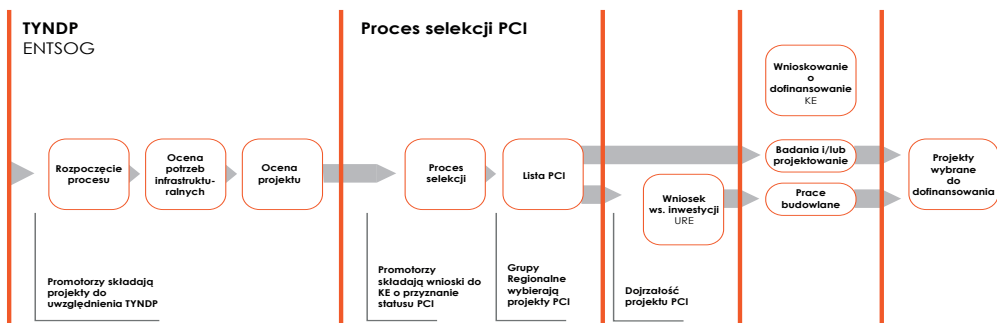 TYNDP
ENTSOG
Proces selekcji PCI
Rozpoczęcie
procesu
Ocena
potrzeb
infrastruktu-
ralnych
Ocena
projektu
Proces
selekcji
Lista PCI
Wniosek
ws. inwestycji
URE
Wnioskowanie
o
dofinansowanie
KE
Badania i/lub
projektowanie
Prace
budowlane
Projekty
wybrane
do
dofinansowania
Promotorzy składają
projekty do
uwzględnienia TYNDP
Promotorzy
składają wnioski do
KE o przyznanie
statusu PCI
Grupy
Regionalne
wybierają
projekty PCI
Dojrzałość
projektu PCI